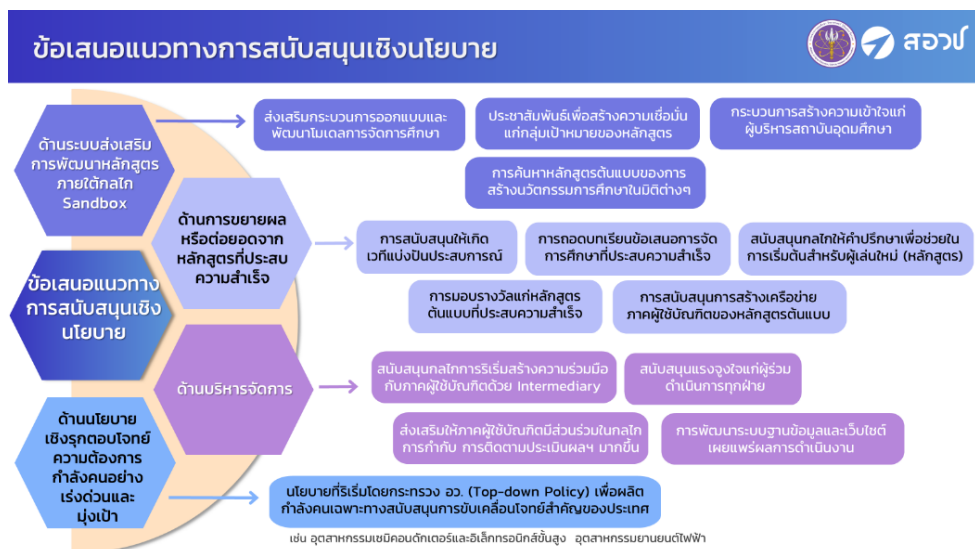 ข้อเสนอแนวทางการสนับสนุนเชิงนโยบาย
สอวช
ด้านระบบส่งเสริม
การพัฒนาหลักสูตร
ภายใต้กลไก
Sandbox
ส่งเสริมกระบวนการออกแบบและ
พัฒนาโมเดลการจัดการศึกษา
ประชาสัมพันธ์เพื่อสร้างความเชื่อมั่น
แก่กลุ่มเป้าหมายของหลักสูตร
กระบวนการสร้างความเข้าใจแก่
ผู้บริหารสถาบันอุดมศึกษา
การค้นหาหลักสูตรต้นแบบของการ
สร้างนวัตกรรมการศึกษาในมิติต่างๆ
ด้านการขยายผล
หรือต่อยอดจาก
หลักสูตรที่ประสบ
ความสำเร็จ
การสนับสนุนให้เกิด
เวทีแบ่งปันประสบการณ์
การถอดบทเรียนข้อเสนอการจัด
การศึกษาที่ประสบความสำเร็จ
สนับสนุนกลไกให้คำปรึกษาเพื่อช่วยใน
การเริ่มต้นสำหรับผู้เล่นใหม่ (หลักสูตร)
การมอบรางวัลแก่หลักสูตร
ต้นแบบที่ประสบความสำเร็จ
การสนับสนุนการสร้างเครือข่าย
ภาคผู้ใช้บัณฑิตของหลักสูตรต้นแบบ
ข้อเสนอแนวทาง
การสนับสนุนเชิง
นโยบาย
ด้านบริหารจัดการ
สนับสนุนกลไกการริเริ่มสร้างความร่วมมือ
กับภาคผู้ใช้บัณฑิตด้วย Intermediary
สนับสนุนแรงจูงใจแก่ผู้ร่วม
ดำเนินการทุกฝ่าย
ส่งเสริมให้ภาคผู้ใช้บัณฑิตมีส่วนร่วมในกลไก
การกำกับ การติดตามประเมินผลฯ มากขึ้น
การพัฒนาระบบฐานข้อมูลและเว็บไซต์
เผยแพร่ผลการดำเนินงาน
ด้านนโยบาย
เชิงรุกตอบโจทย์
ความต้องการ
กำลังคนอย่าง
เร่งด่วนและ
มุ่งเป้า
นโยบายที่ริเริ่มโดยกระทรวง อว. (Top-down Policy) เพื่อผลิต
กำลังคนเฉพาะทางสนับสนุนการขับเคลื่อนโจทย์สำคัญของประเทศ
เช่น อุตสาหกรรมเซมิคอนดักเตอร์และอิเล็กทรอนิกส์ขั้นสูง อุตสาหกรรมยานยนต์ไฟฟ้า